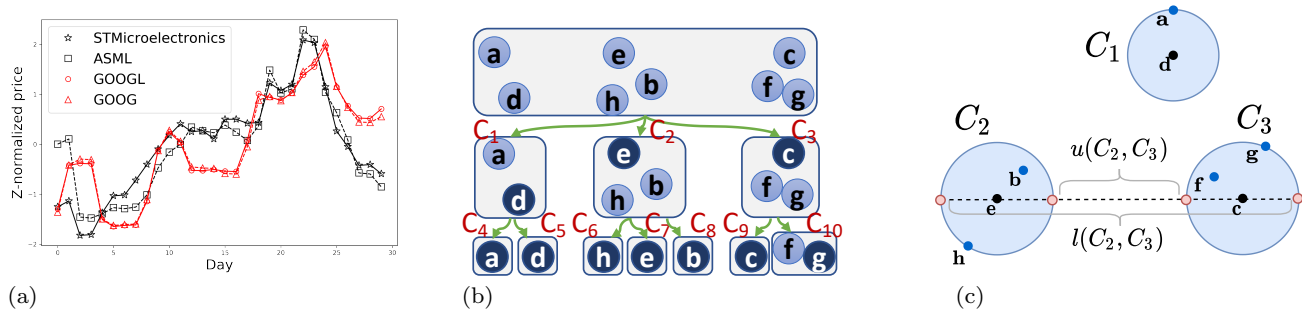 Z-normalized price
2
1
0
−1
−2
STMicroelectronics
ASML
GOOGL
GOOG
0
5
10
15
20
25
30
Day
(a)
a
e
c
d
h
b
f
g
C1
C2
C3
a
d
e
h
b
c
f
g
C4
C5
C6
C7
C8
C9
C10
a
d
h
e
b
c
f
g
(b)
a
C1
d
C2
C3
u(C2, C3)
g
b
f
e
c
l(C2, C3)
h
(c)